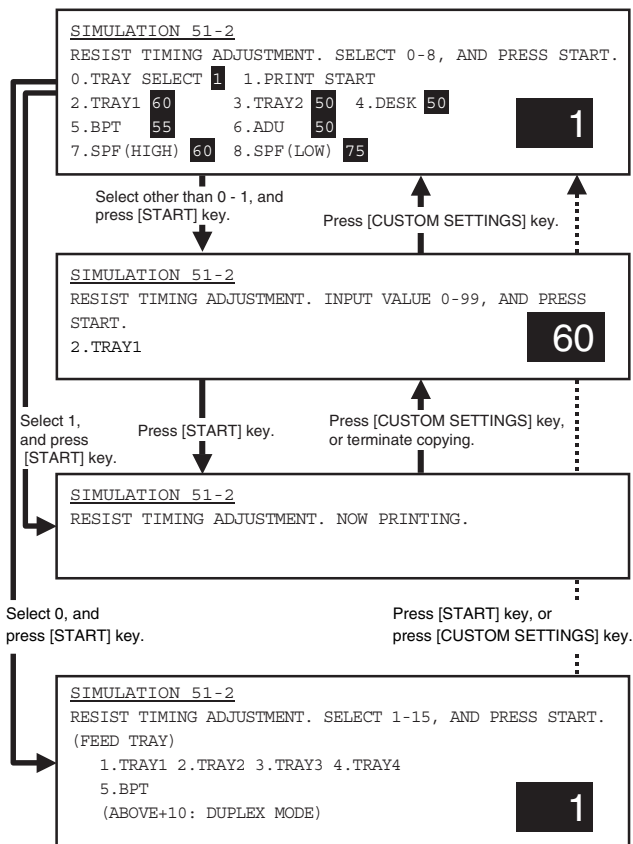 SIMULATION 51-2
RESIST TIMING ADJUSTMENT. SELECT 0-8, AND PRESS START.
0.TRAY SELECT 1 1.PRINT START
2.TRAY1 60 3.TRAY2 50 4.DESK 50
5.BPT 55 6.ADU 50
7.SPF(HIGH) 60 8.SPF(LOW) 75
1
Select other than 0 - 1, and
press [START] key.
Press [CUSTOM SETTINGS] key.
SIMULATION 51-2
RESIST TIMING ADJUSTMENT. INPUT VALUE 0-99, AND PRESS
START.
2.TRAY1
60
Select 1,
and press
[START] key.
Press [START] key.
Press [CUSTOM SETTINGS] key,
or terminate copying.
SIMULATION 51-2
RESIST TIMING ADJUSTMENT. NOW PRINTING.
Select 0, and
press [START] key.
Press [START] key, or
press [CUSTOM SETTINGS] key.
SIMULATION 51-2
RESIST TIMING ADJUSTMENT. SELECT 1-15, AND PRESS START.
(FEED TRAY)
1.TRAY1 2.TRAY2 3.TRAY3 4.TRAY4
5.BPT
(ABOVE+10: DUPLEX MODE)
1